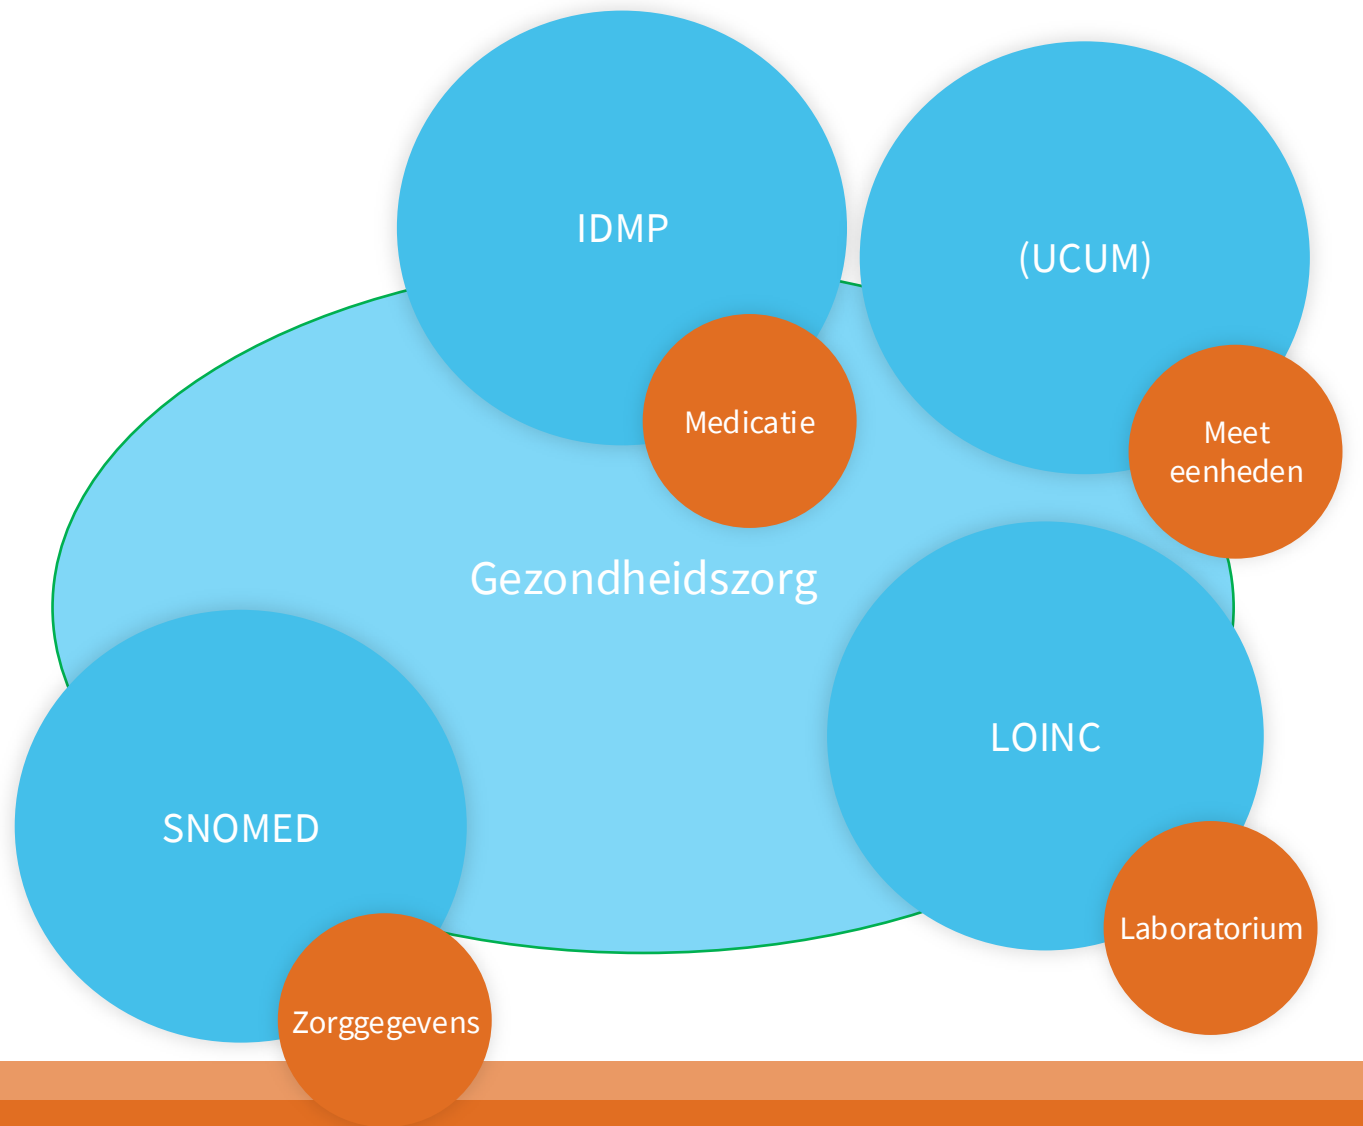 IDMP
(UCUM)
Medicatie
Meet
eenheden
Gezondheidszorg
LOINC
SNOMED
Laboratorium
Zorggegevens